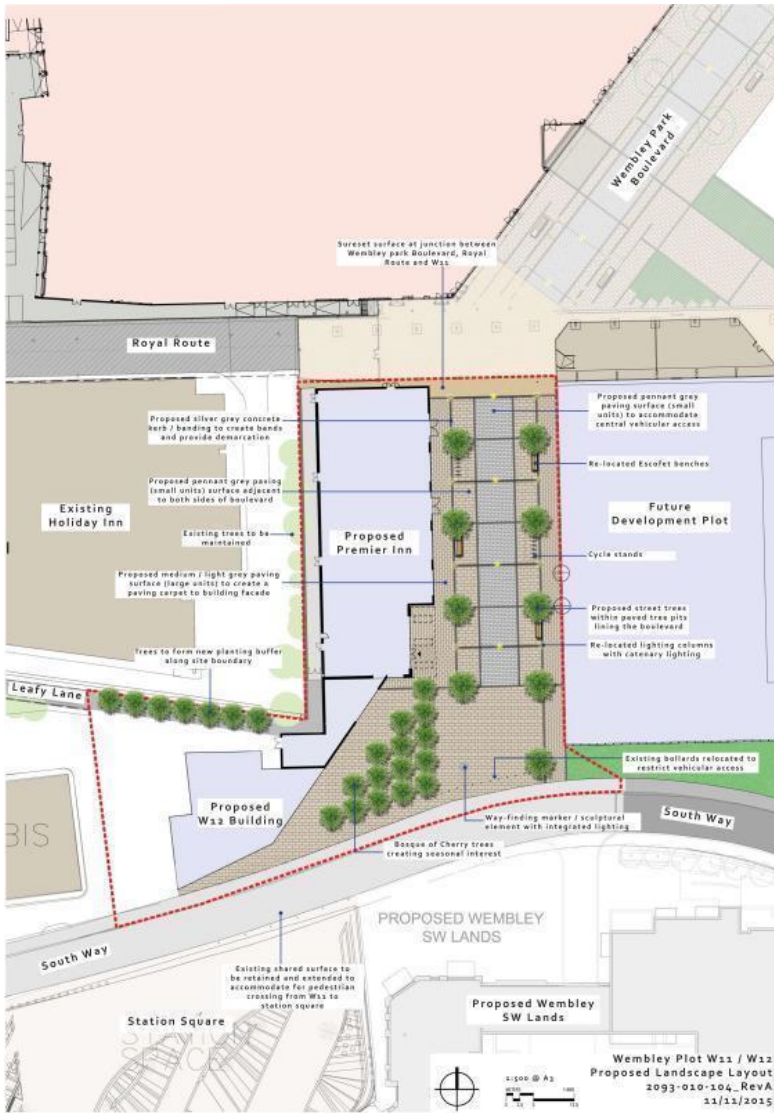 Wembley Park
Boulevard
Sureset surface at junction between
Wembley park Boulevard, Royal
Route and W11
Royal Route
Proposed silver grey concrete
kerb / banding to create bands
and provide demarcation
Proposed pennant grey
paving surface (small
units) to accommodate
central vehicular access
Re-located Escofet benches
Proposed pennant grey paving
(small units) surface adjacent
to both sides of boulevard
Existing
Holiday Inn
Existing trees to be
maintained
Proposed
Premier Inn
Future
Development Plot
Cycle stands
Proposed medium / light grey paving
surface (large units) to create a
paving carpet to building facade
Proposed street trees
within paved tree pits
lining the boulevard
Trees to form new planting buffer
along site boundary
Re-located lighting columns
with catenary lighting
Leafy Lane
Existing bollards relocated to
restrict vehicular access
Proposed
W12 Building
IBIS
Way-finding marker / sculptural
element with integrated lighting
South Way
Bosque of Cherry trees
creating seasonal interest
PROPOSED WEMBLEY
SW LANDS
South Way
Existing shared surface to
be retained and extended to
accommodate for pedestrian
crossing from W11 to
station square
Proposed Wembley
SW Lands
Station Square
STATION
SPACE
1:500 @ A3
METRES
Wembley Plot W11 / W12
Proposed Landscape Layout
2093-010-104_RevA
11/11/2015